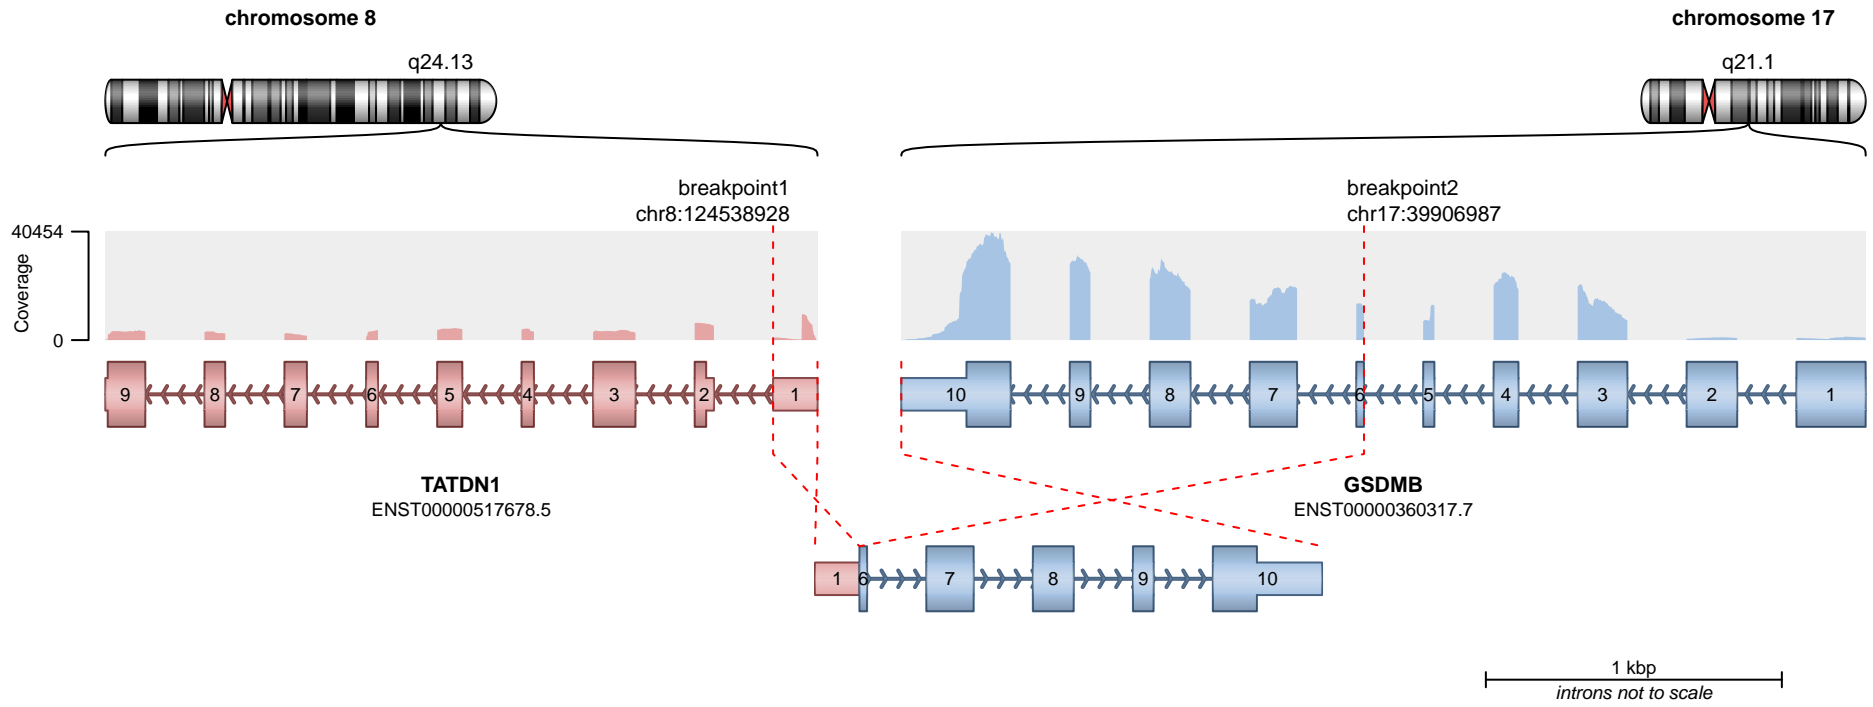 chromosome 8
chromosome 17
q24.13
q21.1
breakpoint1
chr8:124538928
breakpoint2
chr17:39906987
40454
Coverage
0
9 8 7 6 5 4 3 2 1
10 9 8 7 6 5 4 3 2 1
TATDN1
ENST00000517678.5
GSDMB
ENST00000360317.7
1 6 7 8 9 10
1 kbp
introns not to scale